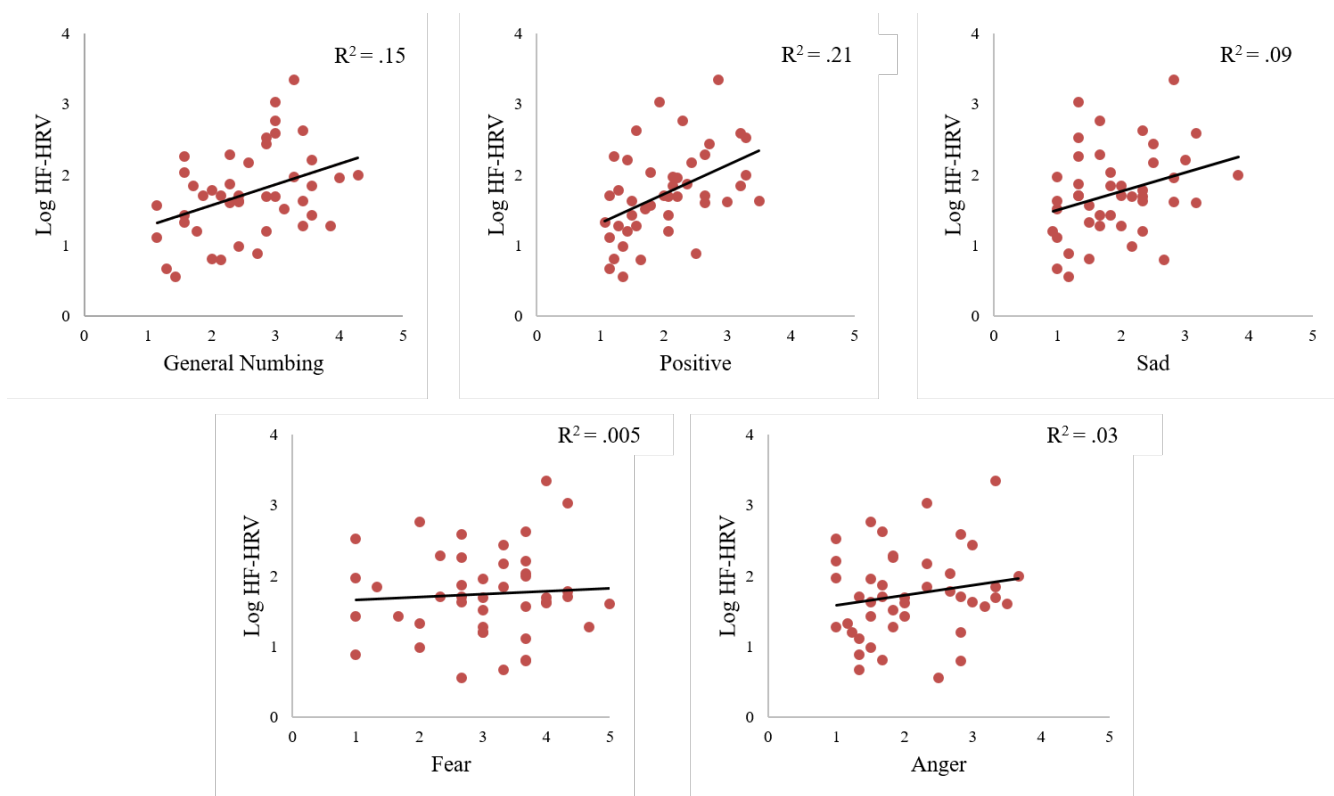 R² = .15
4
3
2
1
0
Log HF-HRV
0 1 2 3 4 5
General Numbing
R² = .21
4
3
2
1
0
Log HF-HRV
0 1 2 3 4 5
Positive
R² = .09
4
3
2
1
0
Log HF-HRV
0 1 2 3 4 5
Sad
R² = .005
4
3
2
1
0
Log HF-HRV
0 1 2 3 4 5
Fear
R² = .03
4
3
2
1
0
Log HF-HRV
0 1 2 3 4 5
Anger